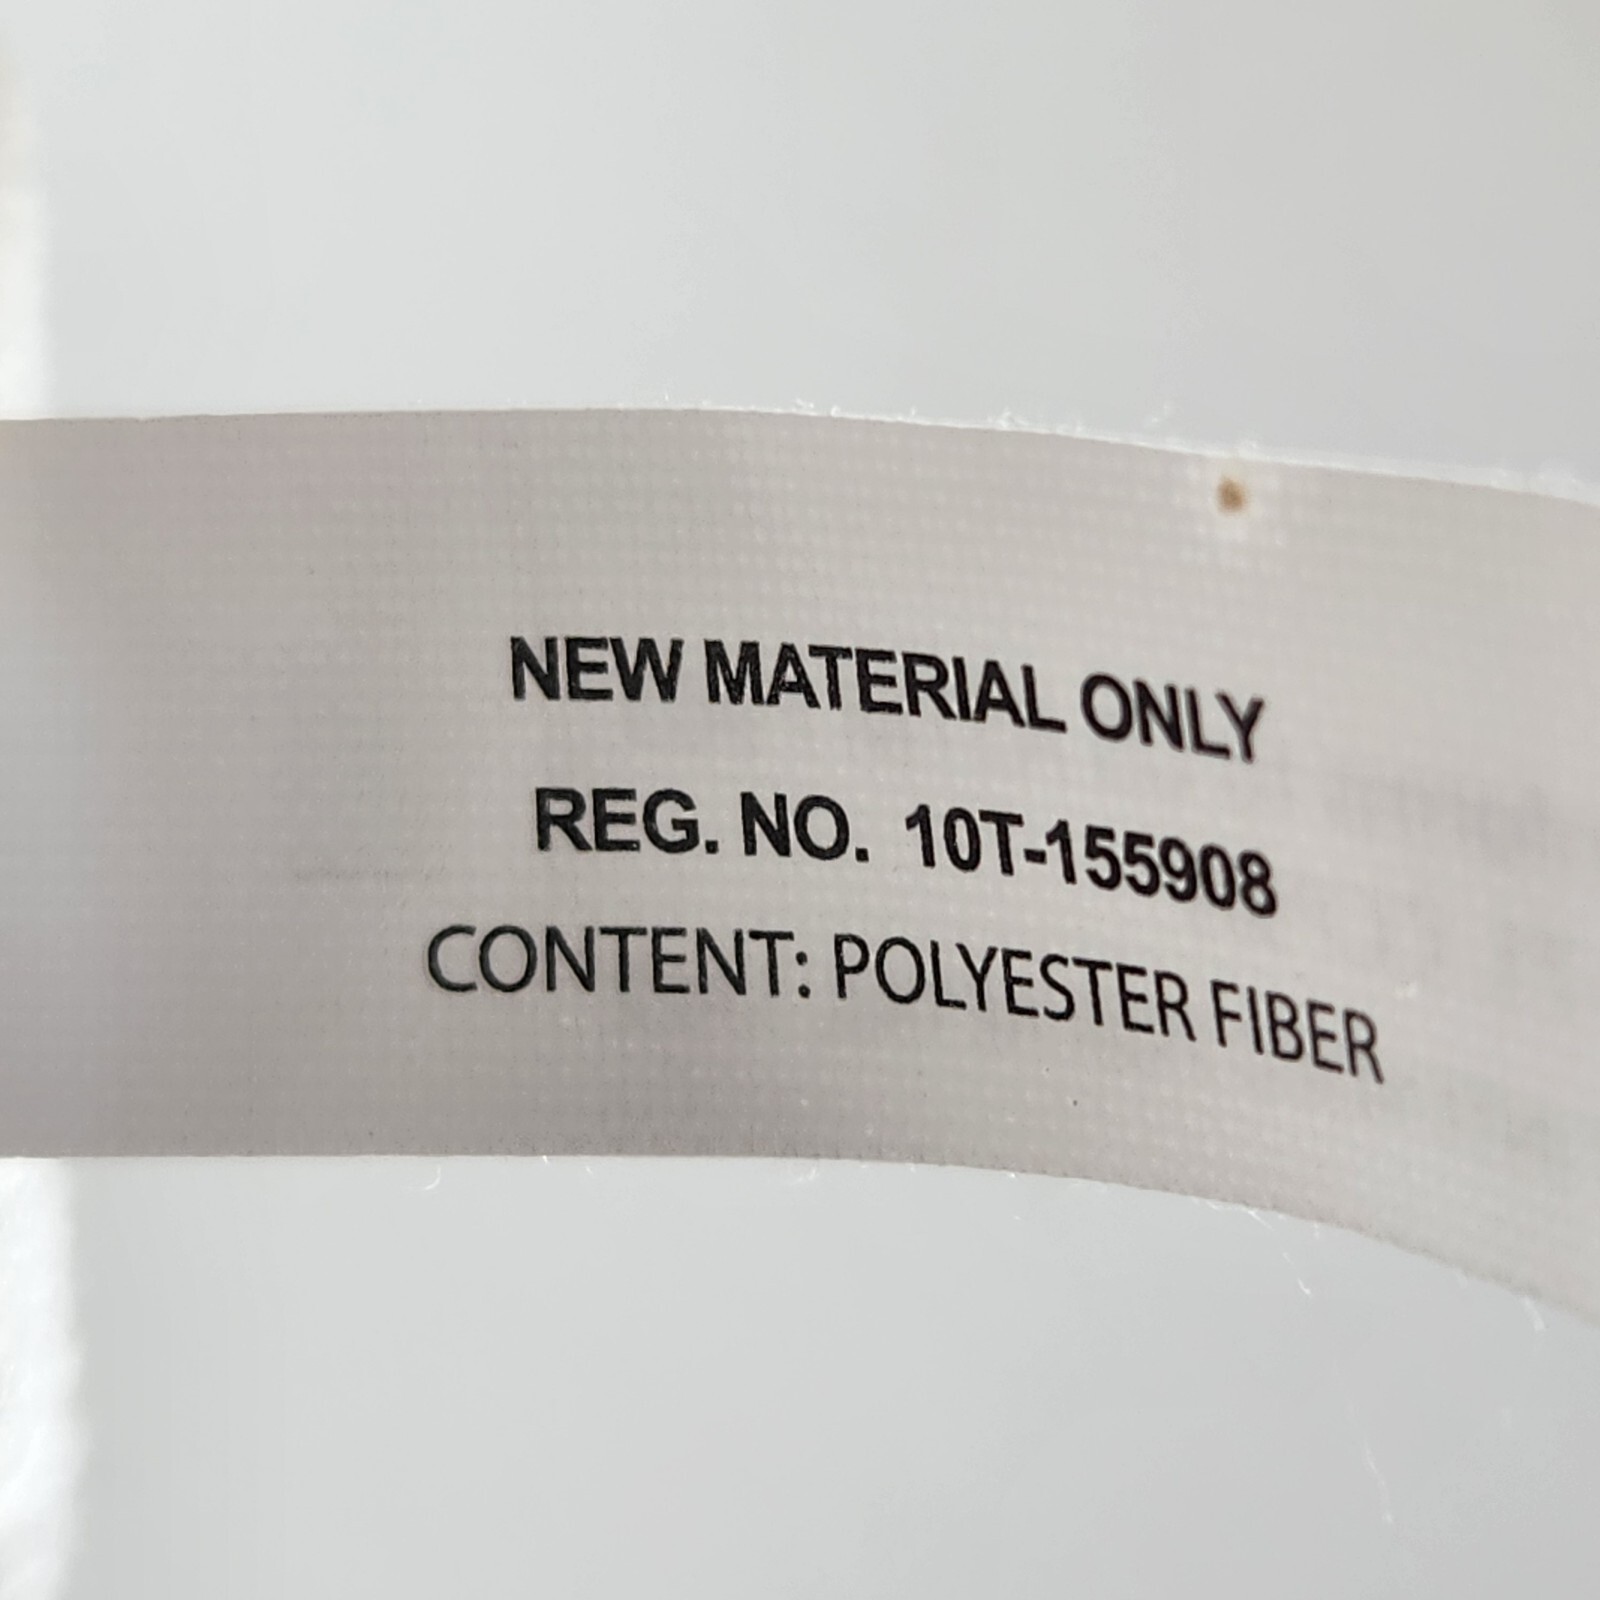 NEW MATERIAL ONLY
REG. NO. 10T-155908
CONTENT: POLYESTER FIBER